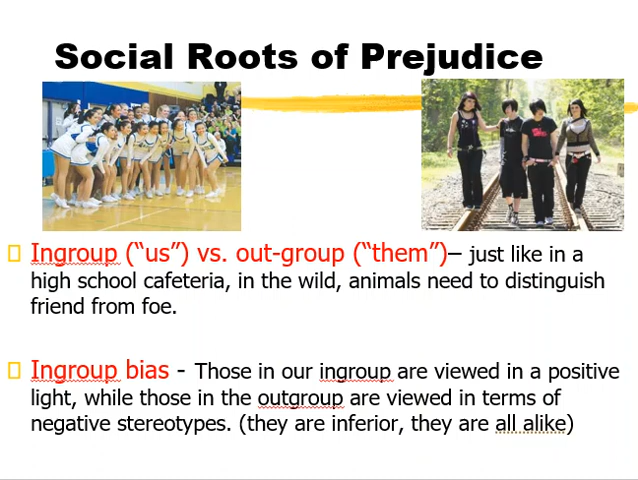 Social Roots of Prejudice
Ingroup (“us”) vs. out-group (“them”)– just like in a
high school cafeteria, in the wild, animals need to distinguish
friend from foe.
Ingroup bias - Those in our ingroup are viewed in a positive
light, while those in the outgroup are viewed in terms of
negative stereotypes. (they are inferior, they are all alike)